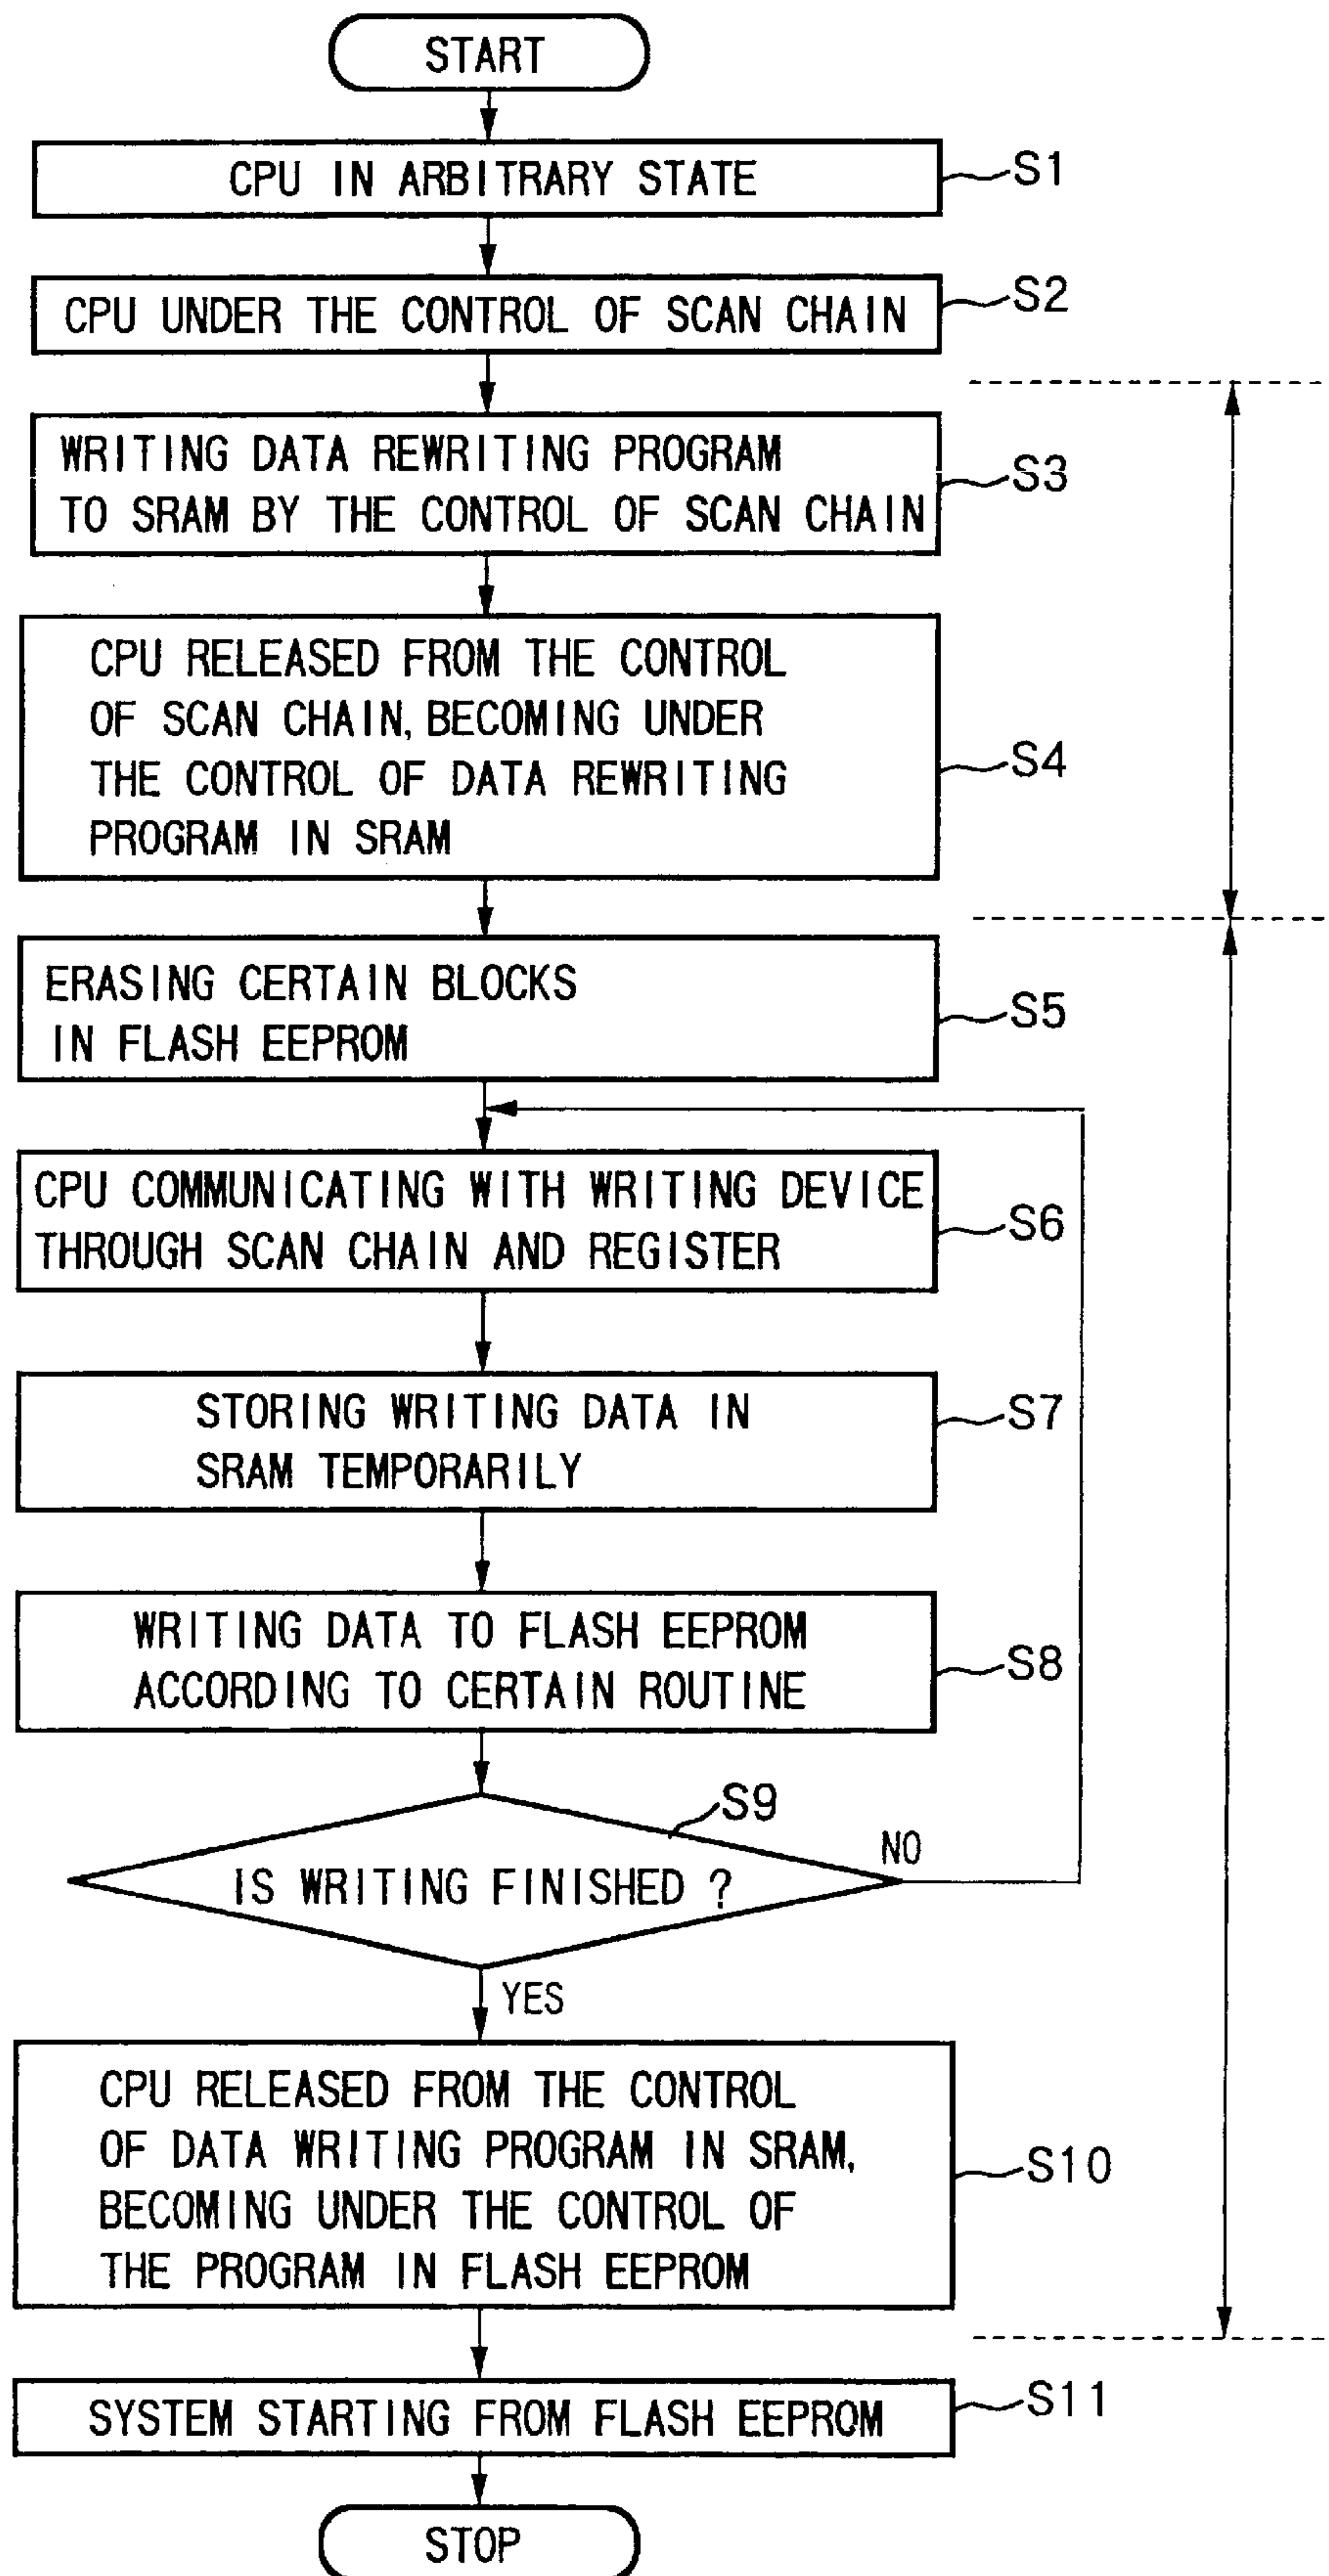 START
CPU IN ARBITRARY STATE
S1
CPU UNDER THE CONTROL OF SCAN CHAIN
S2
WRITING DATA REWRITING PROGRAM
TO SRAM BY THE CONTROL OF SCAN CHAIN
S3
CPU RELEASED FROM THE CONTROL
OF SCAN CHAIN, BECOMING UNDER
THE CONTROL OF DATA REWRITING
PROGRAM IN SRAM
S4
ERASING CERTAIN BLOCKS
IN FLASH EEPROM
S5
CPU COMMUNICATING WITH WRITING DEVICE
THROUGH SCAN CHAIN AND REGISTER
S6
STORING WRITING DATA IN
SRAM TEMPORARILY
S7
WRITING DATA TO FLASH EEPROM
ACCORDING TO CERTAIN ROUTINE
S8
S9
IS WRITING FINISHED ?
NO
YES
CPU RELEASED FROM THE CONTROL
OF DATA WRITING PROGRAM IN SRAM,
BECOMING UNDER THE CONTROL OF
THE PROGRAM IN FLASH EEPROM
S10
SYSTEM STARTING FROM FLASH EEPROM
S11
STOP